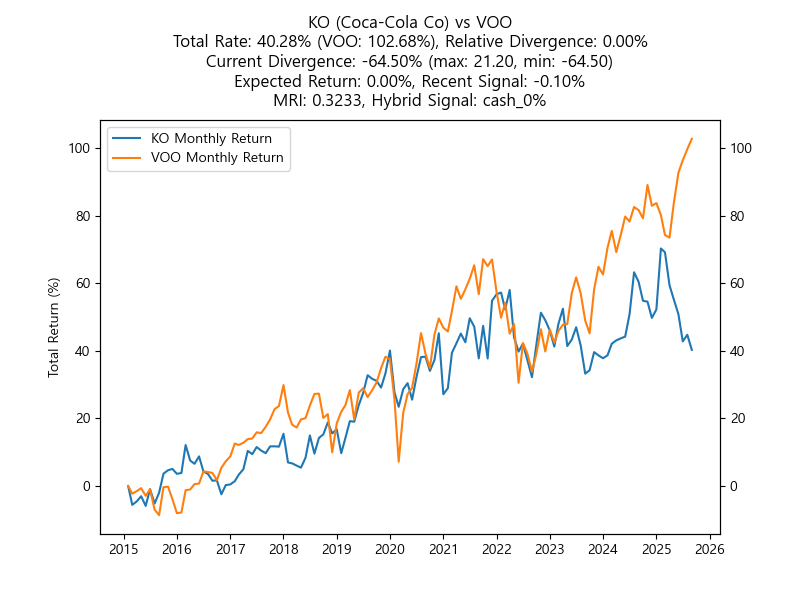 KO (Coca-Cola Co) vs VOO
Total Rate: 40.28% (VOO: 102.68%), Relative Divergence: 0.00%
Current Divergence: -64.50% (max: 21.20, min: -64.50)
Expected Return: 0.00%, Recent Signal: -0.10%
MRI: 0.3233, Hybrid Signal: cash_0%
KO Monthly Return
VOO Monthly Return
Total Return (%)
100
80
60
40
20
0
100
80
60
40
20
0
2015 2016 2017 2018 2019 2020 2021 2022 2023 2024 2025 2026